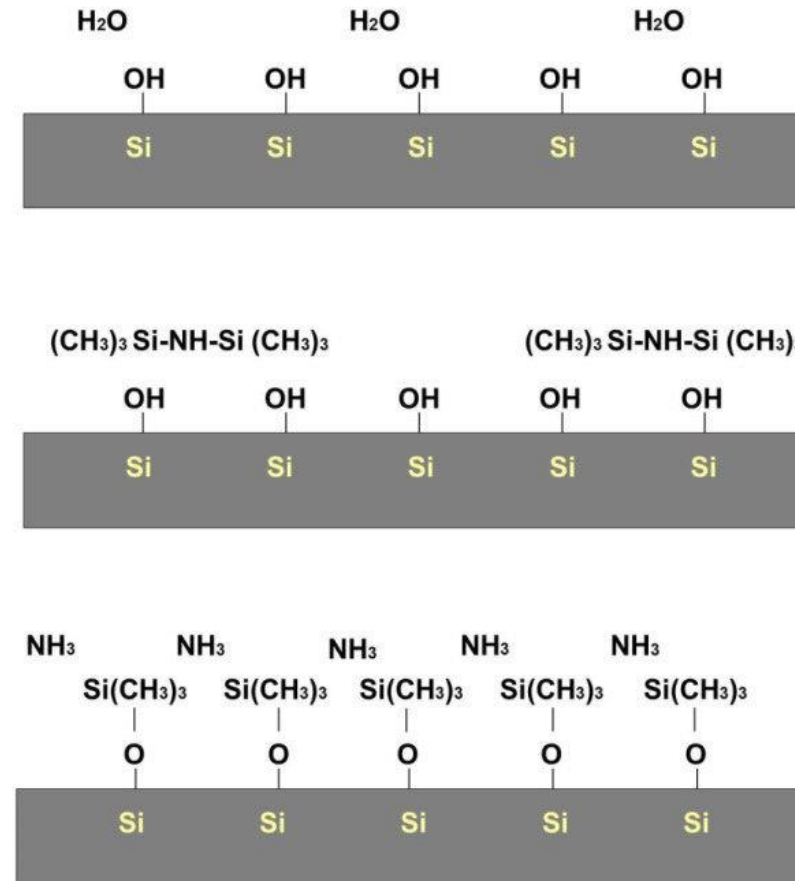 H₂O H₂O H₂O
OH OH OH OH OH
Si Si Si Si Si
(CH₃)₃ Si-NH-Si (CH₃)₃ (CH₃)₃ Si-NH-Si (CH₃)
OH OH OH OH OH
Si Si Si Si Si
NH₃ NH₃ NH₃ NH₃ NH₃
Si(CH₃)₃ Si(CH₃)₃ Si(CH₃)₃ Si(CH₃)₃ Si(CH₃)₃
O O O O O
Si Si Si Si Si